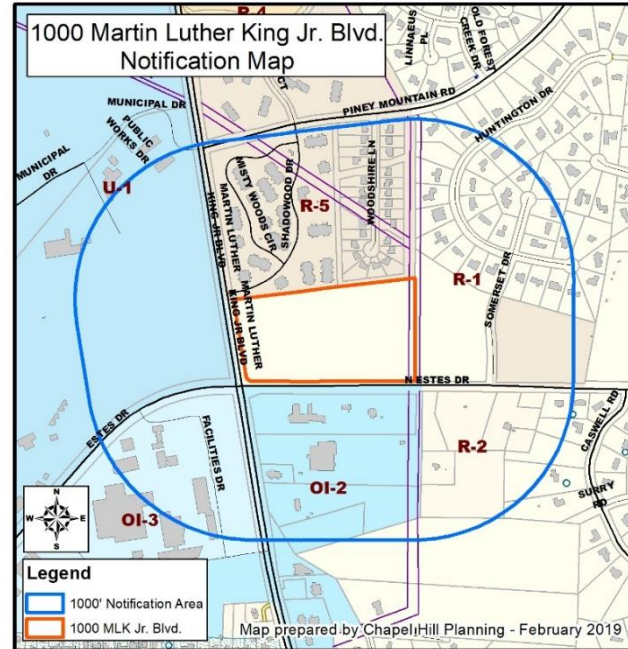 1000 Martin Luther King Jr. Blvd.
Notification Map
R-4
LINNAEUS
PL
OLD FOREST
CREEK DR
CT
MUNICIPAL DR
PINEY MOUNTAIN RD
HUNTINGTON DR
PUBLIC
WORKS DR
MUNICIPAL
DR
U-1
MISTY WOODS CIR
SHADOWOOD DR
R-5
WOODSHIRE LN
MARTIN LUTHER
KING JR BLVD
R-1
SOMERSET DR
MARTIN LUTHER
KING JR BLVD
N ESTES DR
ESTES DR
FACILITIES DR
CASWELL RD
R-2
SURRY
RD
OI-2
OI-3
N
W
E
S
Legend
1000' Notification Area
1000 MLK Jr. Blvd.
Map prepared by Chapel Hill Planning - February 2019